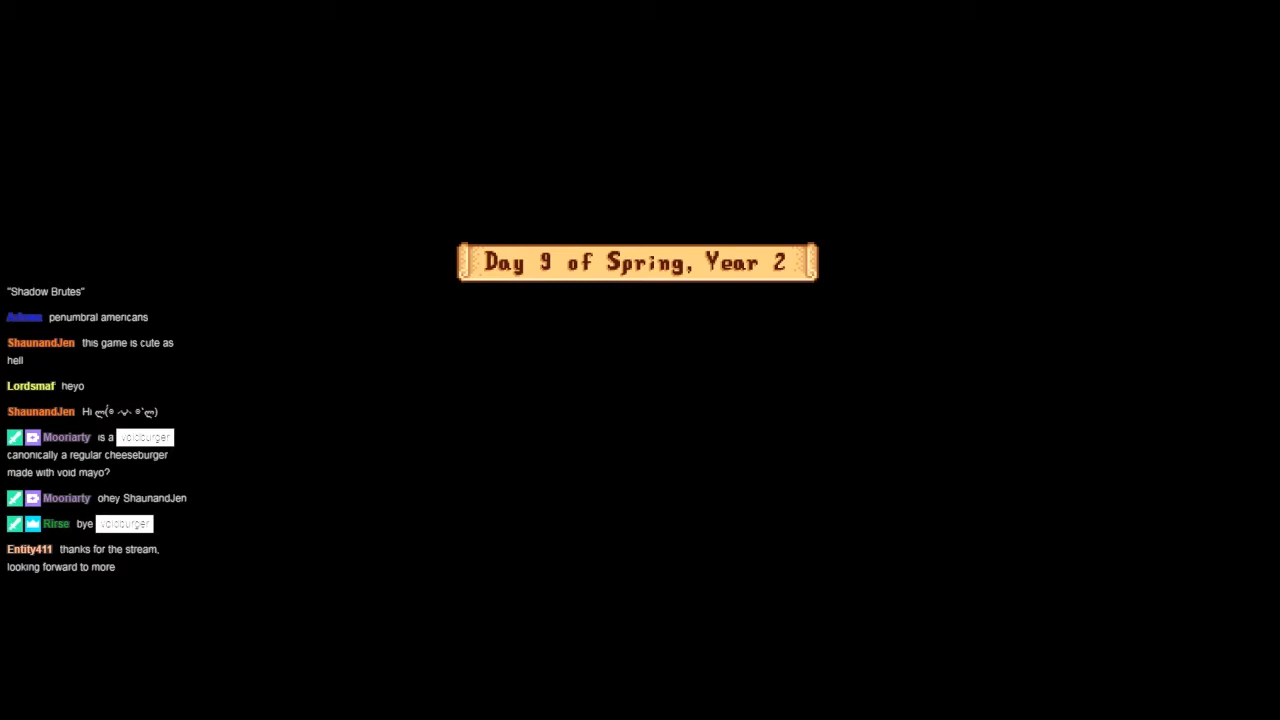 Day 9 of Spring, Year 2
"Shadow Brutes"
penumbral americans
ShaunandJen this game is cute as
hell
Lordsmaf heyo
ShaunandJen Hi
Mooriarty is a voidburger
canonically a regular cheeseburger
made with void mayo?
Mooriarty ohey ShaunandJen
Rirse bye voidburger
Entity411 thanks for the stream,
looking forward to more